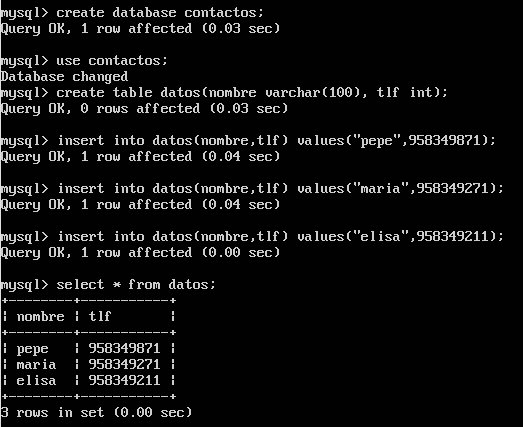 mysql> create database contactos;
Query OK, 1 row affected (0.03 sec)
mysql> use contactos;
Database changed
mysql> create table datos(nombre varchar(100), tlf int);
Query OK, 0 rows affected (0.03 sec)
mysql> insert into datos(nombre,tlf) values("pepe",958349871);
Query OK, 1 row affected (0.04 sec)
mysql> insert into datos(nombre,tlf) values("maria",958349271);
Query OK, 1 row affected (0.04 sec)
mysql> insert into datos(nombre,tlf) values("elisa",958349211);
Query OK, 1 row affected (0.00 sec)
mysql> select * from datos;
+--------+-----------+
| nombre | tlf       |
+--------+-----------+
| pepe   | 958349871 |
| maria  | 958349271 |
| elisa  | 958349211 |
+--------+-----------+
3 rows in set (0.00 sec)